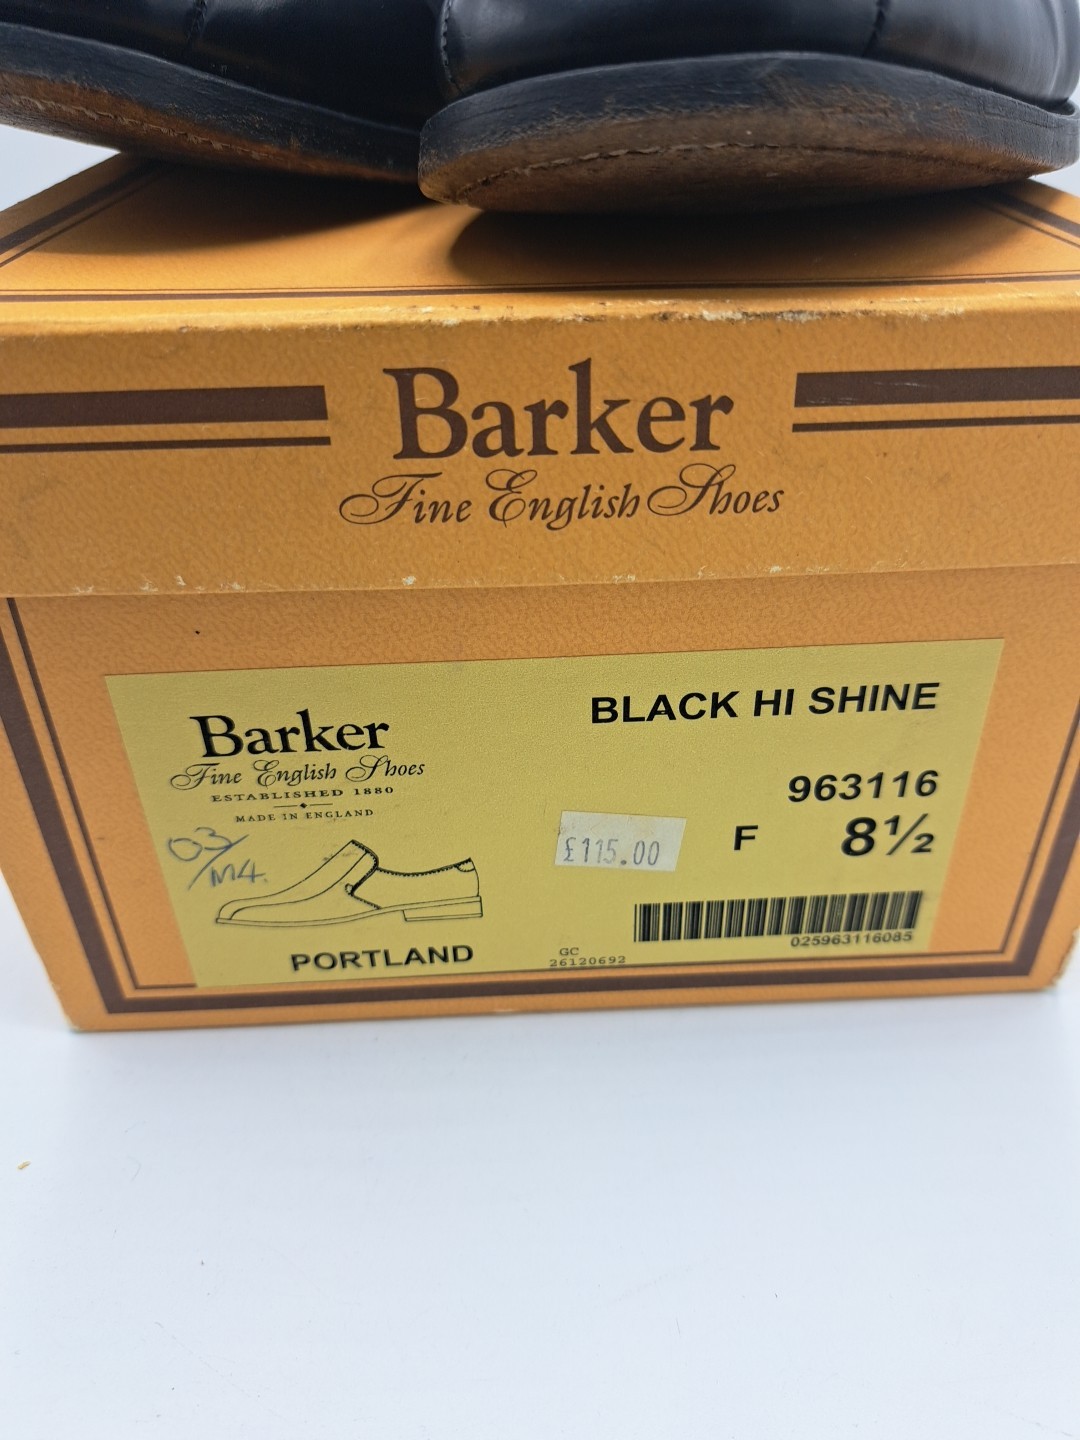 Barker
Fine English Shoes
Barker
Fine English Shoes
ESTABLISHED 1880
MADE IN ENGLAND
03/M4.
PORTLAND
BLACK HI SHINE
963116
£115.00
F 8½
025963116085
GC
26120692